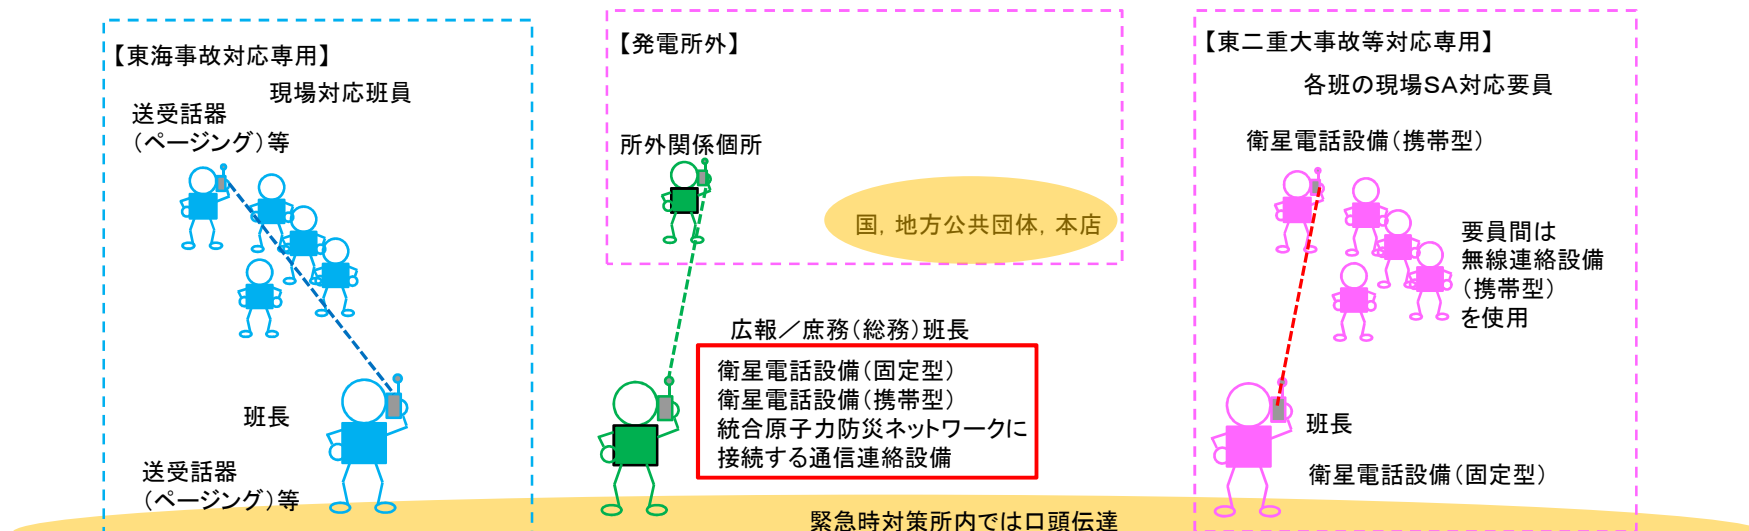 【東海事故対応専用】
現場対応班員
送受話器
（ページング）等
班長
送受話器
（ページング）等
【発電所外】
所外関係個所
国，地方公共団体，本店
広報／庶務（総務）班長
衛星電話設備（固定型）
衛星電話設備（携帯型）
統合原子力防災ネットワークに
接続する通信連絡設備
【東二重大事故等対応専用】
各班の現場ＳＡ対応要員
衛星電話設備（携帯型）
要員間は
無線連絡設備
（携帯型）
を使用
班長
衛星電話設備（固定型）
緊急時対策所内では口頭伝達